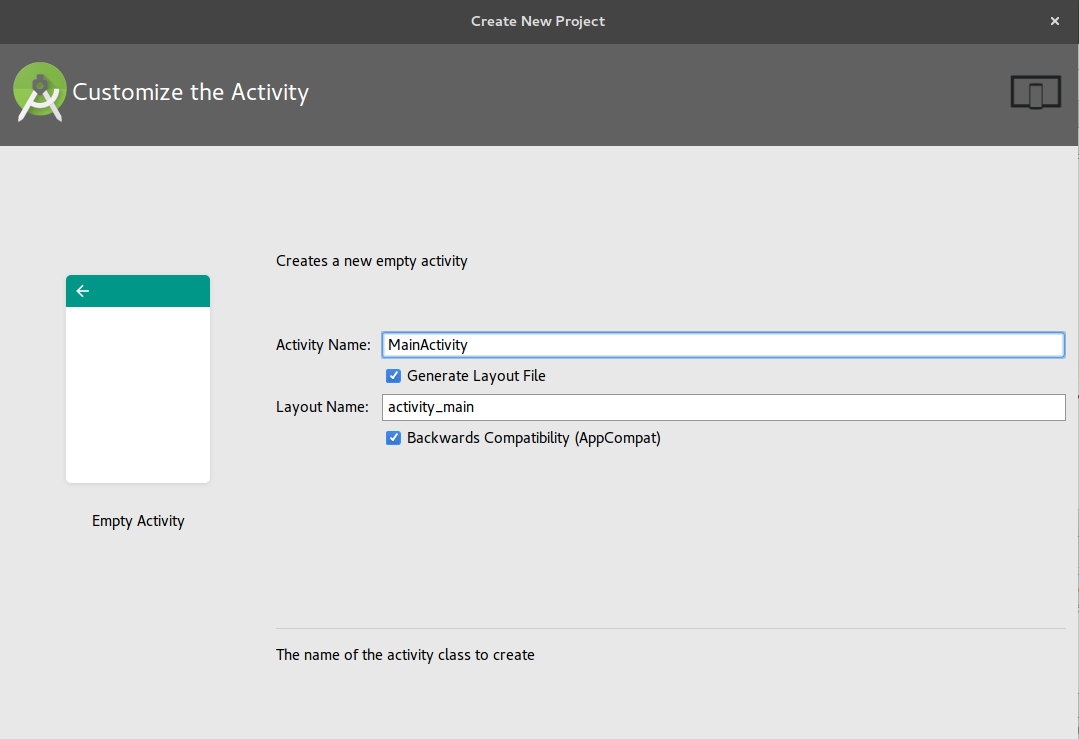 Create New Project
Customize the Activity
Creates a new empty activity
Activity Name: MainActivity
Generate Layout File
Layout Name: activity_main
Backwards Compatibility (AppCompat)
Empty Activity
The name of the activity class to create